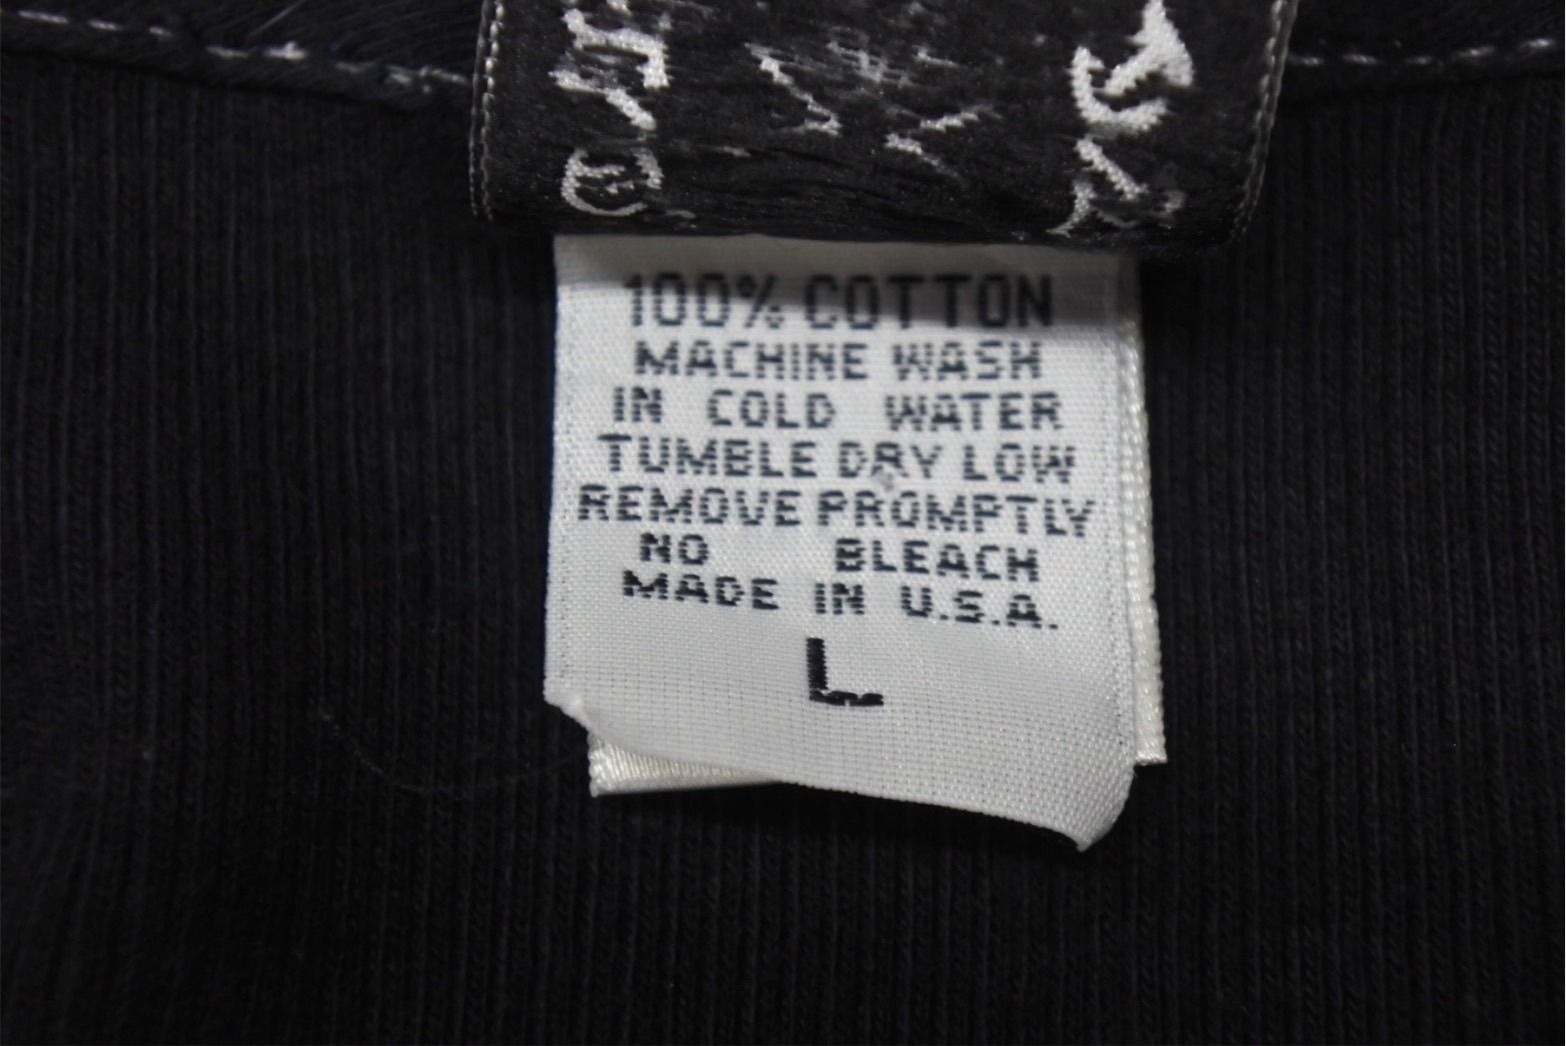 100% COTTON
MACHINE WASH
IN COLD WATER
TUMBLE DRY LOW
REMOVE PROMPTLY
NO BLEACH
MADE IN U.S.A.
L